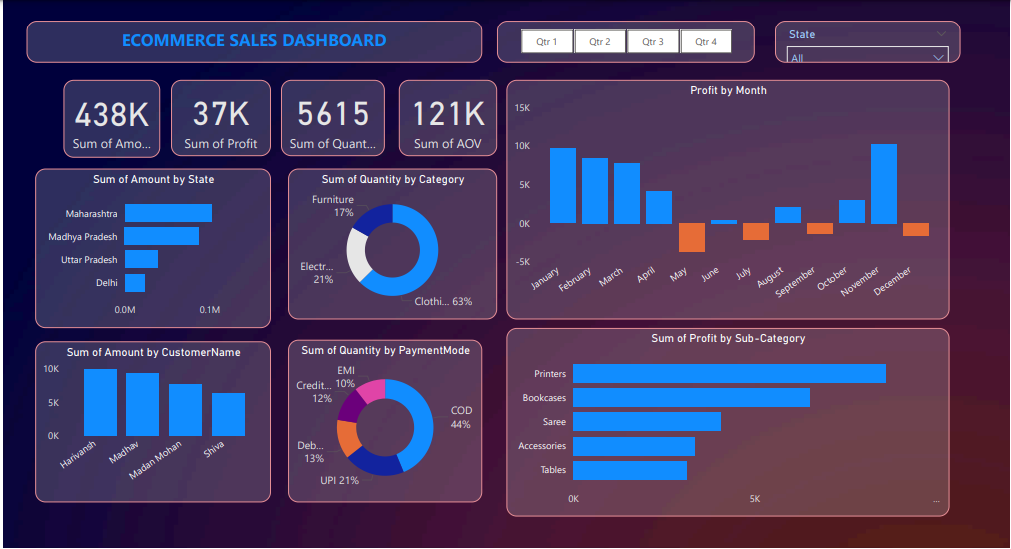 ECOMMERCE SALES DASHBOARD
Qtr 1 Qtr 2 Qtr 3 Qtr 4
State
All
438K
Sum of Amo...
37K
Sum of Profit
5615
Sum of Quant...
121K
Sum of AOV
Profit by Month
15K
10K
5K
0K
-5K
January
February
March
April
May
June
July
August
September
October
November
December
Sum of Amount by State
Maharashtra
Madhya Pradesh
Uttar Pradesh
Delhi
0.0M 0.1M
Sum of Quantity by Category
Furniture
17%
Electr...
21%
Clothi... 63%
Sum of Amount by CustomerName
10K
5K
0K
Harivansh
Madhav
Madan Mohan
Shiva
Sum of Quantity by PaymentMode
EMI
10%
Credit...
12%
COD
44%
Deb...
13%
UPI 21%
Sum of Profit by Sub-Category
Printers
Bookcases
Saree
Accessories
Tables
0K 5K ...